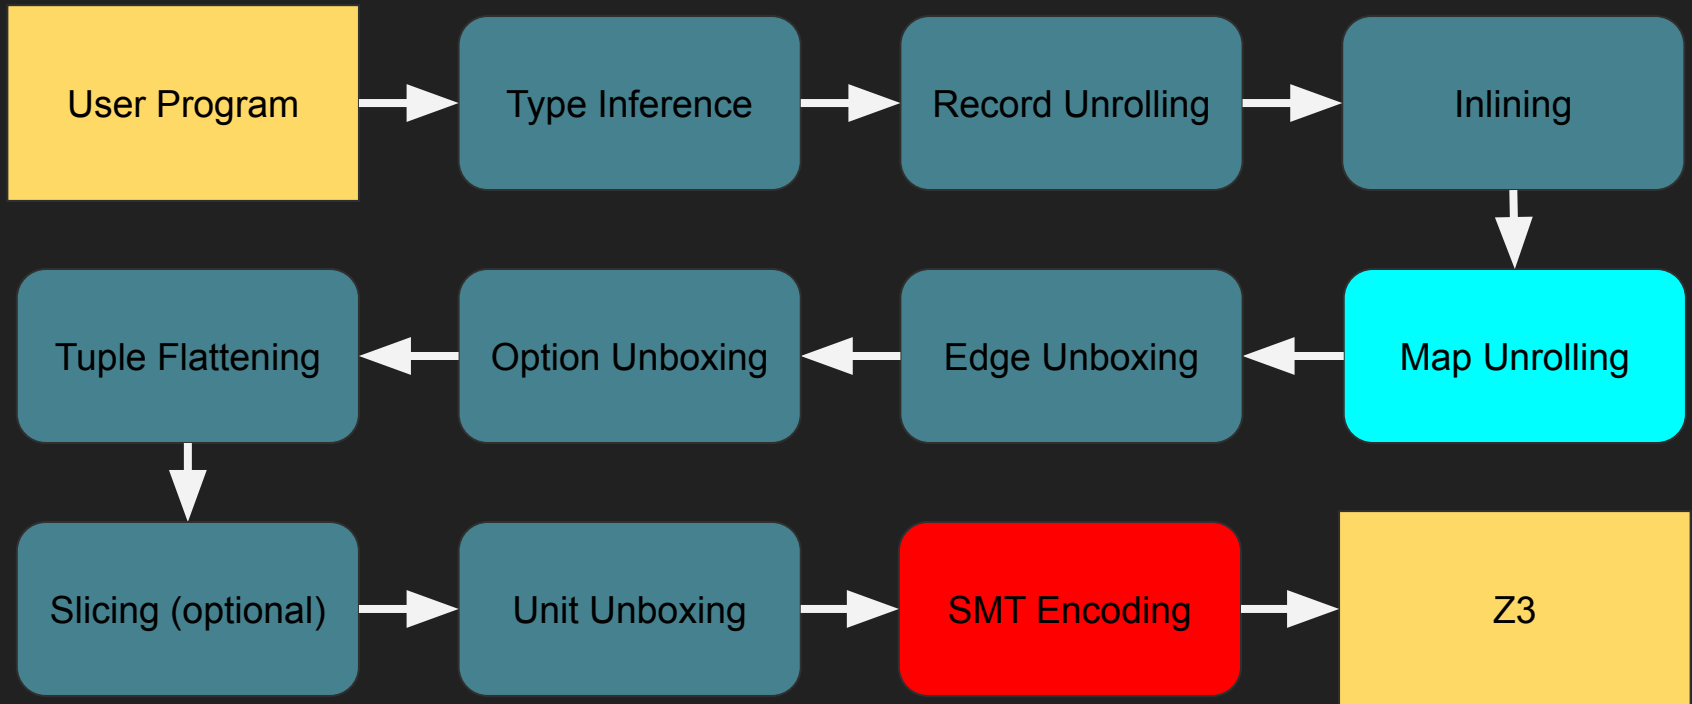 User Program
Type Inference
Record Unrolling
Inlining
Map Unrolling
Edge Unboxing
Option Unboxing
Tuple Flattening
Slicing (optional)
Unit Unboxing
SMT Encoding
Z3